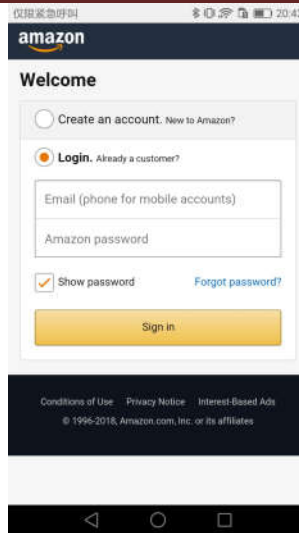 仅限紧急呼叫 20:43
amazon
Welcome
Create an account. New to Amazon?
Login. Already a customer?
Email (phone for mobile accounts)
Amazon password
Show password Forgot password?
Sign in
Conditions of Use Privacy Notice Interest-Based Ads
© 1996-2018, Amazon.com, Inc. or its affiliates